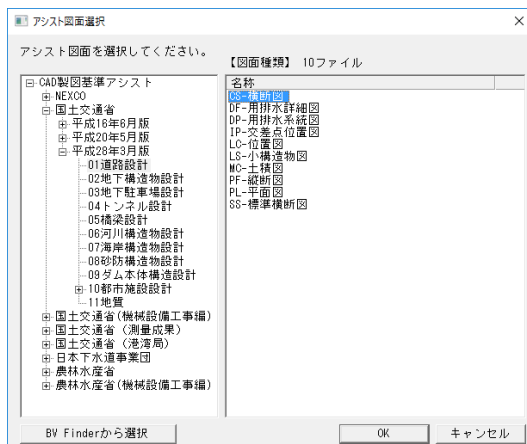 アシスト図面選択
アシスト図面を選択してください。
【図面種類】 10ファイル
CAD製図基準アシスト
NEXCO
国土交通省
平成16年6月版
平成20年5月版
平成28年3月版
01道路設計
02地下構造物設計
03地下駐車場設計
04トンネル設計
05橋梁設計
06河川構造物設計
07海岸構造物設計
08砂防構造物設計
09ダム本体構造設計
10都市施設設計
11地質
国土交通省(機械設備工事編)
国土交通省（測量成果）
国土交通省（港湾局）
日本下水道事業団
農林水産省
農林水産省(機械設備工事編)
名称
CS-横断図
DF-用排水詳細図
DP-用排水系統図
IP-交差点位置図
LC-位置図
LS-小構造物図
MC-土積図
PF-縦断図
PL-平面図
SS-標準横断図
BV Finderから選択
OK
キャンセル